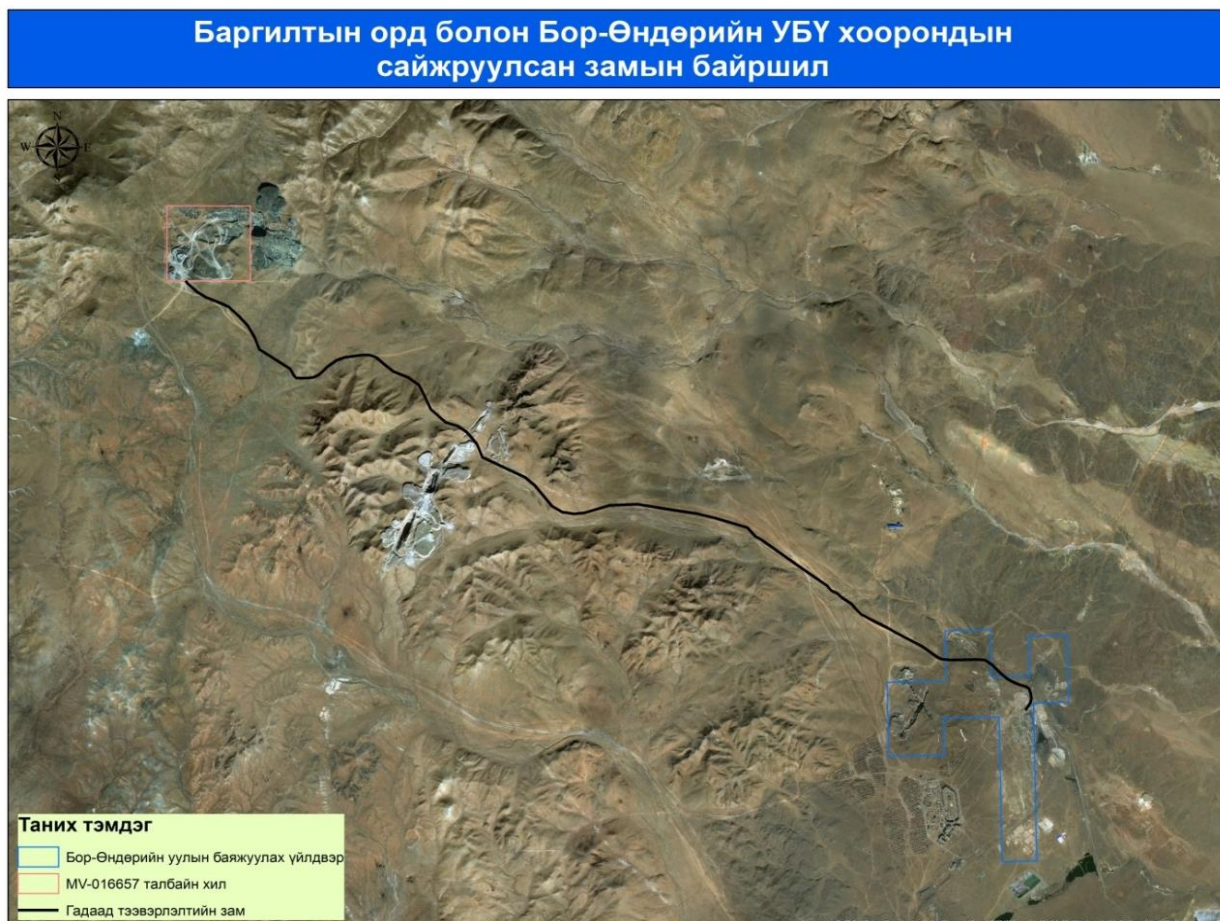 Баргилтын орд болон Бор-Өндөрийн УБҮ хоорондын
сайжруулсан замын байршил
N
W E
Таних тэмдэг
Бор-Өндөрийн уулын баяжуулах үйлдвэр
MV-016657 талбайн хил
Гадаад тээвэрлэлтийн зам